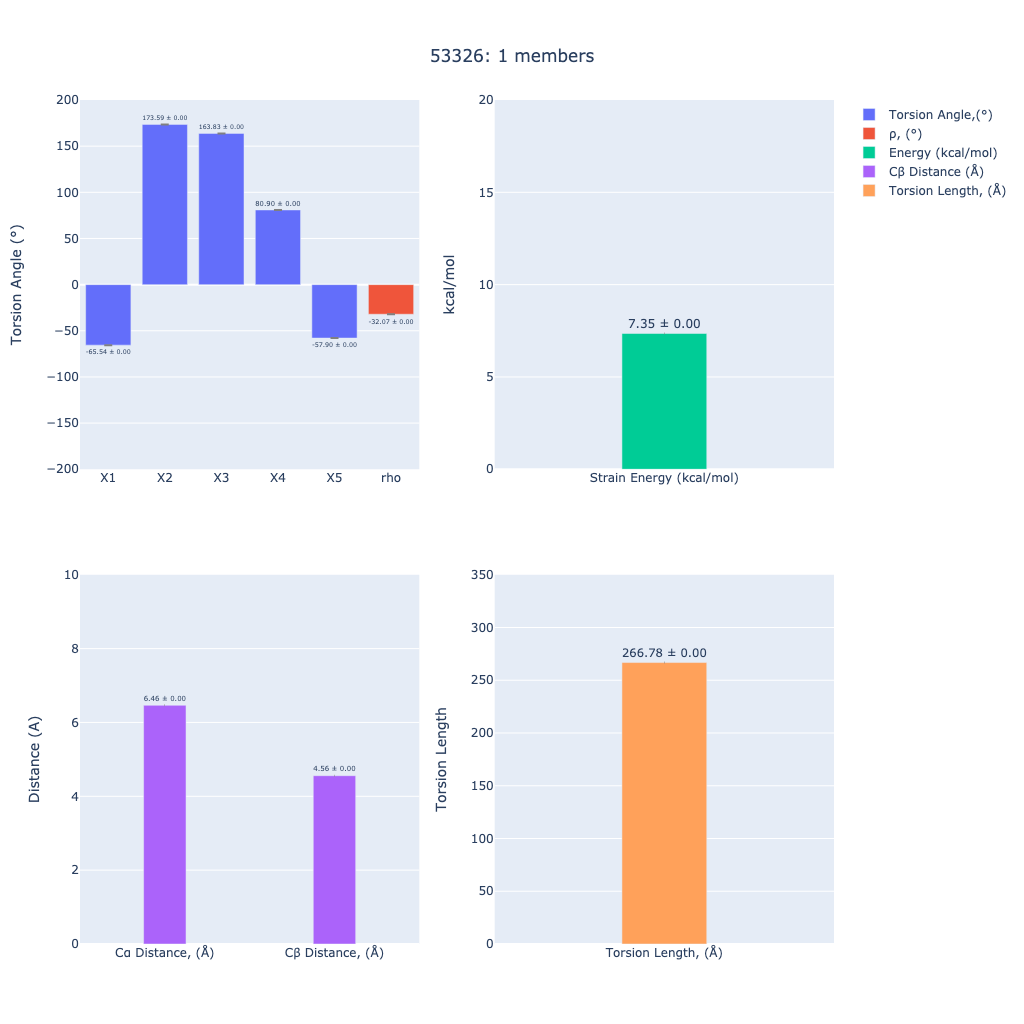 53326: 1 members
Torsion Angle (°)
200
150
100
50
0
−50
−100
−150
−200
-65.54 ± 0.00
173.59 ± 0.00
163.83 ± 0.00
80.90 ± 0.00
-57.90 ± 0.00
-32.07 ± 0.00
X1 X2 X3 X4 X5 rho
kcal/mol
20
15
10
5
0
7.35 ± 0.00
Strain Energy (kcal/mol)
Torsion Angle,(°)
ρ, (°)
Energy (kcal/mol)
Cβ Distance (Å)
Torsion Length, (Å)
Distance (A)
10
8
6
4
2
0
6.46 ± 0.00
4.56 ± 0.00
Cα Distance, (Å) Cβ Distance, (Å)
Torsion Length
350
300
250
200
150
100
50
0
266.78 ± 0.00
Torsion Length, (Å)